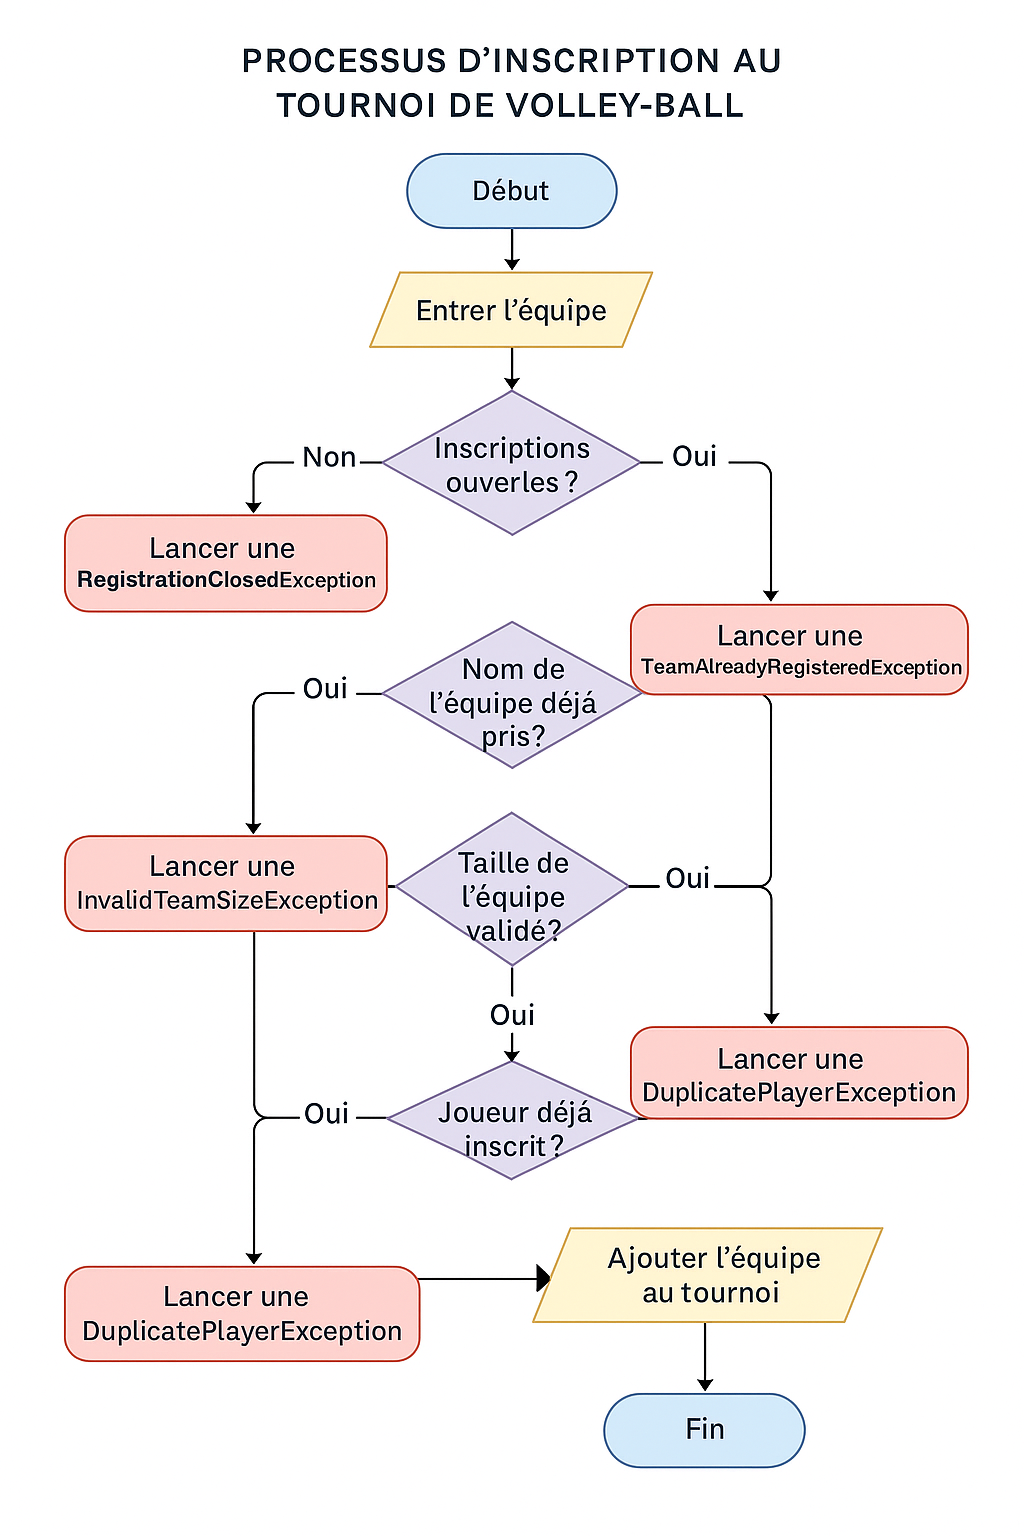 PROCESSUS D’INSCRIPTION AU
TOURNOI DE VOLLEY-BALL
Début
Entrer l’équîpe
Inscriptions
ouverles ?
Non
Oui
Lancer une
RegistrationClosedException
Lancer une
TeamAlreadyRegisteredException
Nom de
l’équipe déjá
pris?
Oui
Lancer une
InvalidTeamSizeException
Taille de
l’équipe
validé?
Oui
Oui
Lancer une
DuplicatePlayerException
Joueur déjá
inscrit ?
Oui
Lancer une
DuplicatePlayerException
Ajouter l’équipe
au tournoi
Fin